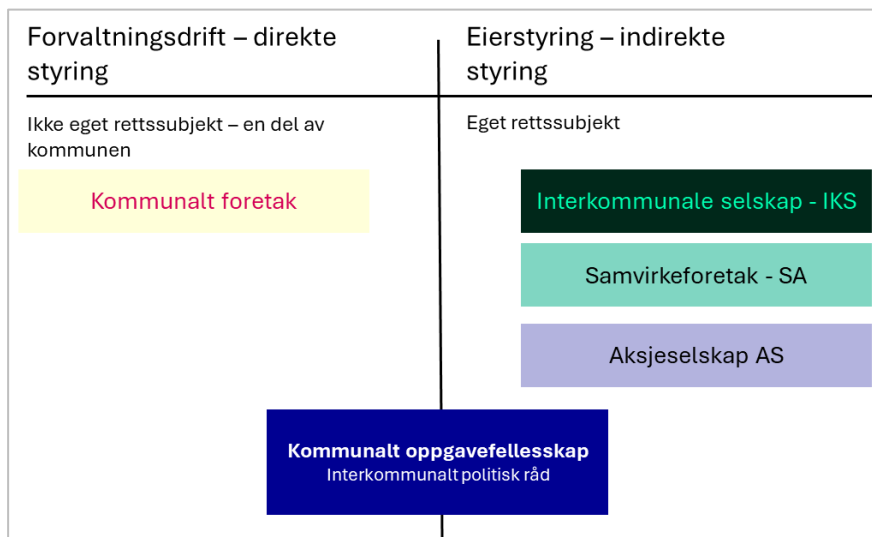 Forvaltningsdrift – direkte
styring
Ikke eget rettssubjekt – en del av
kommunen
Kommunalt foretak
Eierstyring – indirekte
styring
Eget rettssubjekt
Interkommunale selskap - IKS
Samvirkeforetak - SA
Aksjeselskap AS
Kommunalt oppgavefellesskap
Interkommunalt politisk råd